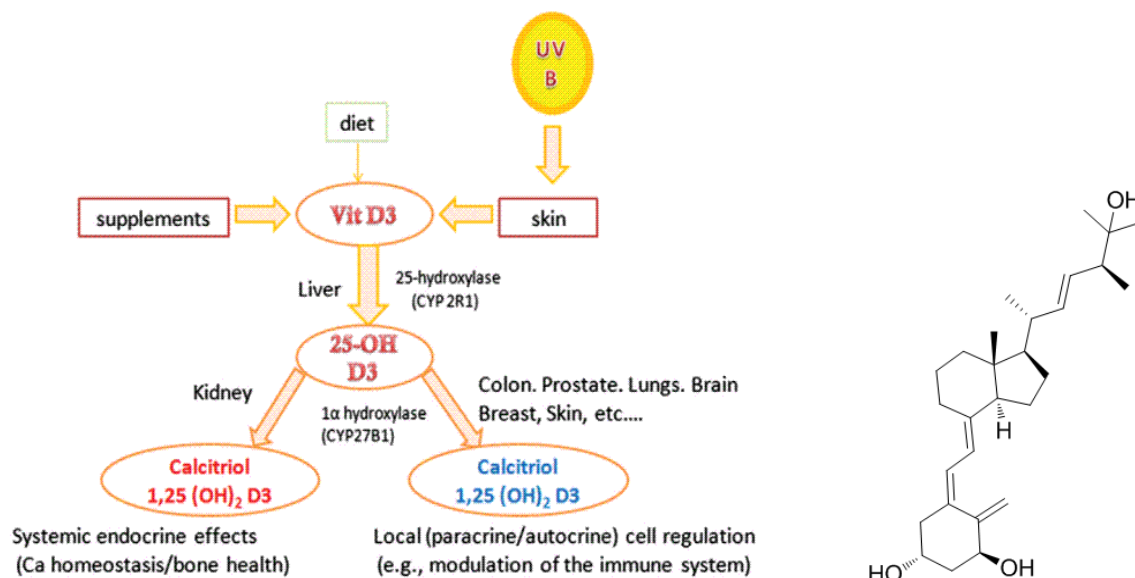 UV
B
diet
supplements
Vit D3
skin
Liver
25-hydroxylase
(CYP2R1)
25-OH
D3
Kidney
1α hydroxylase
(CYP27B1)
Colon. Prostate. Lungs. Brain
Breast, Skin, etc....
Calcitriol
1,25 (OH)₂ D3
Calcitriol
1,25 (OH)₂ D3
Systemic endocrine effects
(Ca homeostasis/bone health)
Local (paracrine/autocrine) cell regulation
(e.g., modulation of the immune system)
OH
H
HO
OH